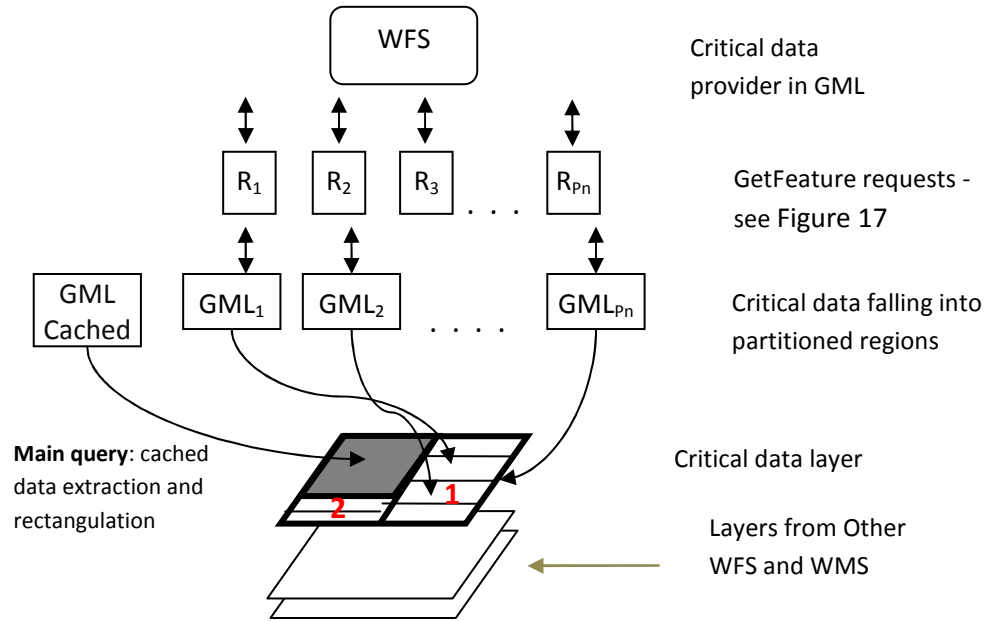 WFS
Critical data
provider in GML
R1 R2 R3 . . . RPn
GetFeature requests -
see Figure 17
GML
Cached
GML1 GML2 . . . . GMLPn
Critical data falling into
partitioned regions
Main query: cached
data extraction and
rectangulation
1
2
Critical data layer
Layers from Other
WFS and WMS